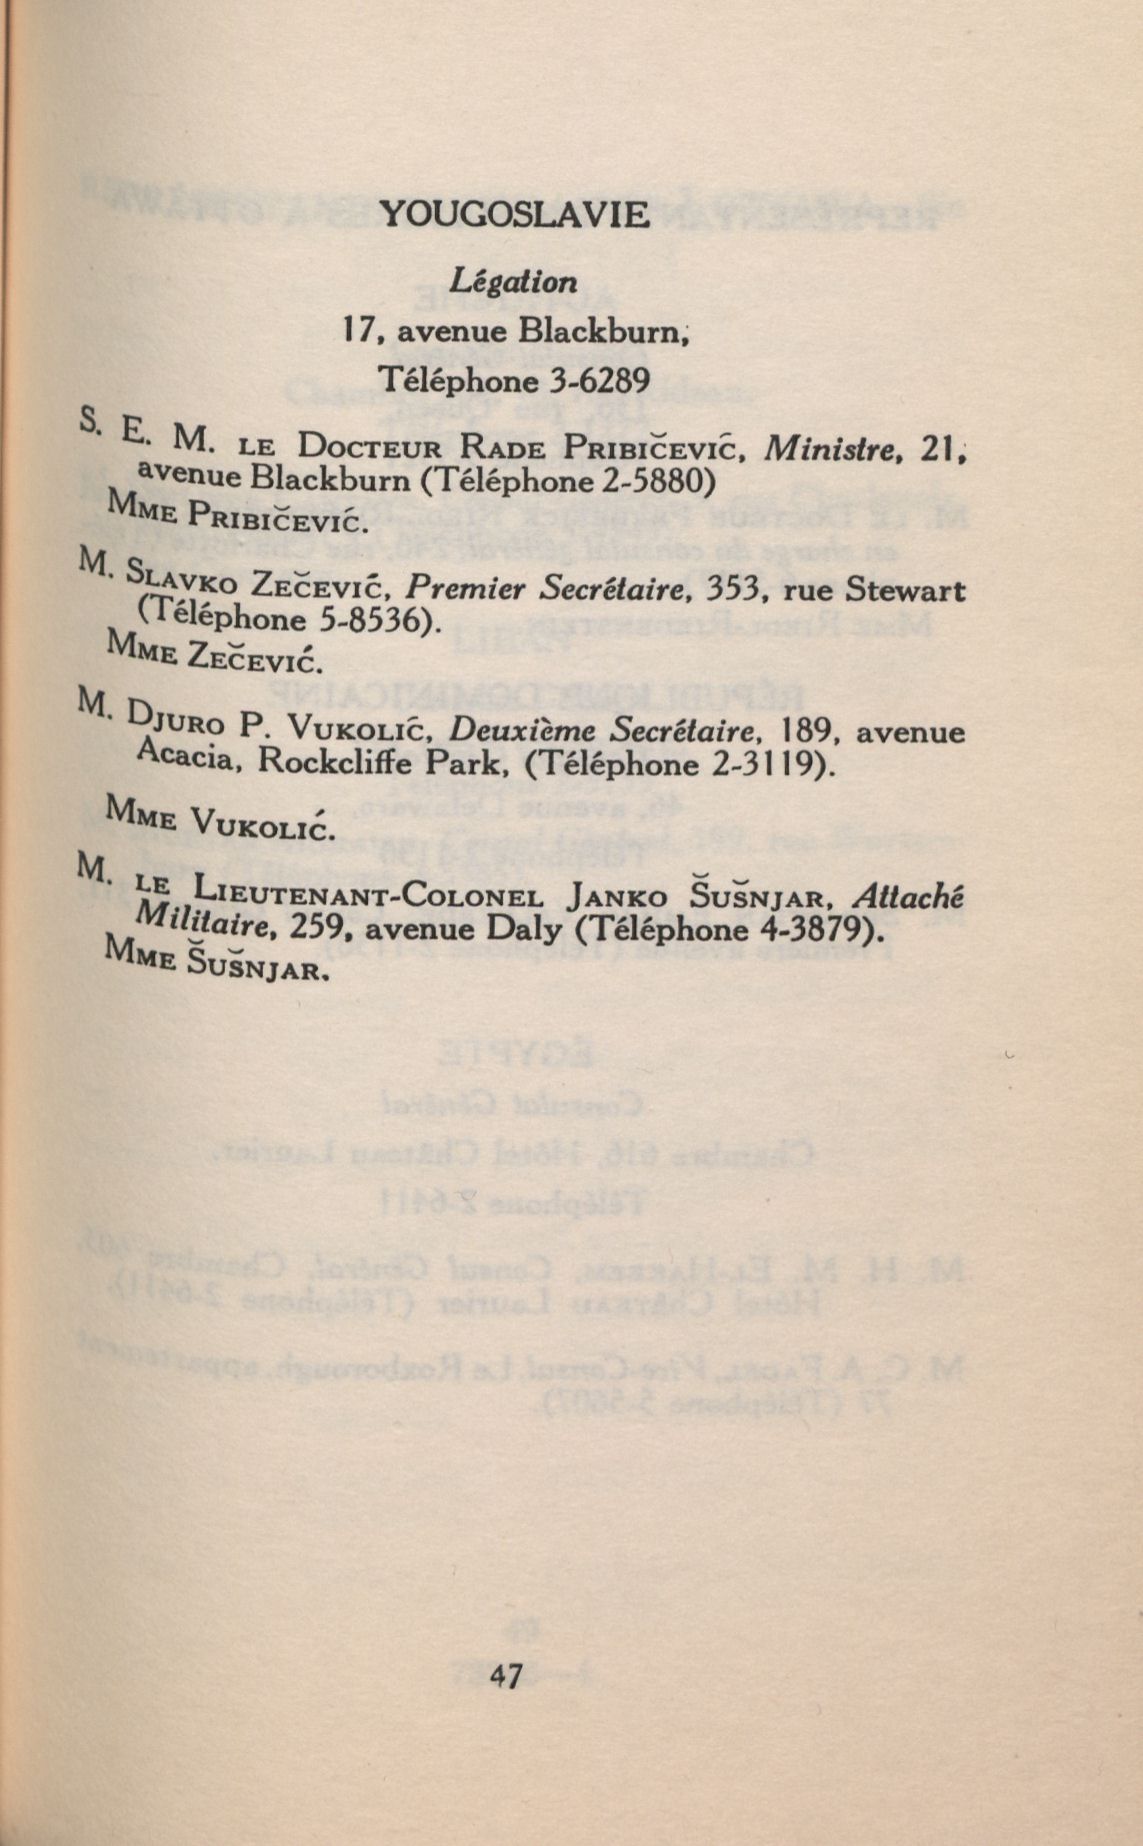 YOUGOSLAVIE
Légation
17, avenue Blackburn,
Téléphone 3-6289
S. E. M. LE DOCTEUR RADE PRIBIČEVIĆ, Ministre, 21,
avenue Blackburn (Téléphone 2-5880)
MME PRIBIČEVIĆ.
M. SLAVKO ZEČEVIĆ, Premier Secrétaire, 353, rue Stewart
(Téléphone 5-8536).
MME ZEČEVIĆ.
M. DJURO P. VUKOLIĆ, Deuxième Secrétaire, 189, avenue
Acacia, Rockcliffe Park, (Téléphone 2-3119).
MME VUKOLIĆ.
M. LE LIEUTENANT-COLONEL JANKO ŠUŠNJAR, Attaché
Militaire, 259, avenue Daly (Téléphone 4-3879).
MME ŠUŠNJAR.
47